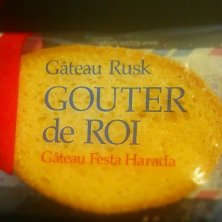 Gâteau Rusk
GOUTER
de ROI
Gâteau Festa Harada